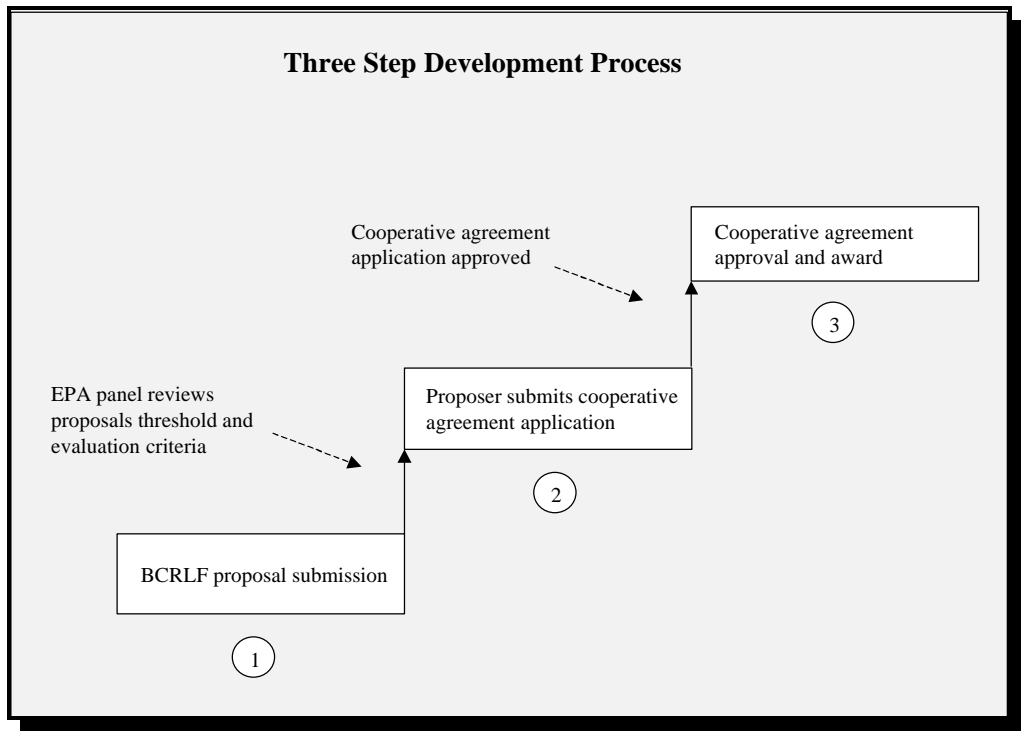 Three Step Development Process
Cooperative agreement
application approved
Cooperative agreement
approval and award
3
EPA panel reviews
proposals threshold and
evaluation criteria
Proposer submits cooperative
agreement application
2
BCRLF proposal submission
1